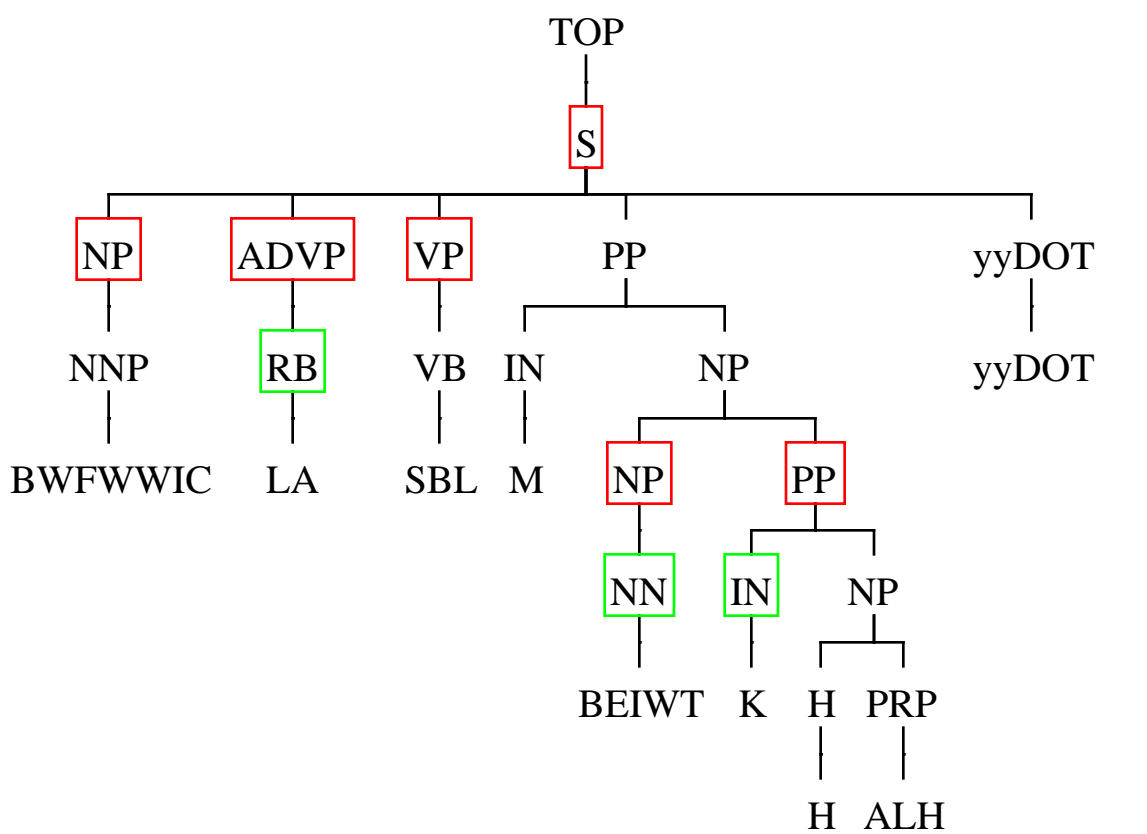 TOP
S
NP ADVP VP PP yyDOT
NNP RB VB IN NP yyDOT
BWFWWIC LA SBL M NP PP
NN IN NP
BEIWT K H PRP
H ALH